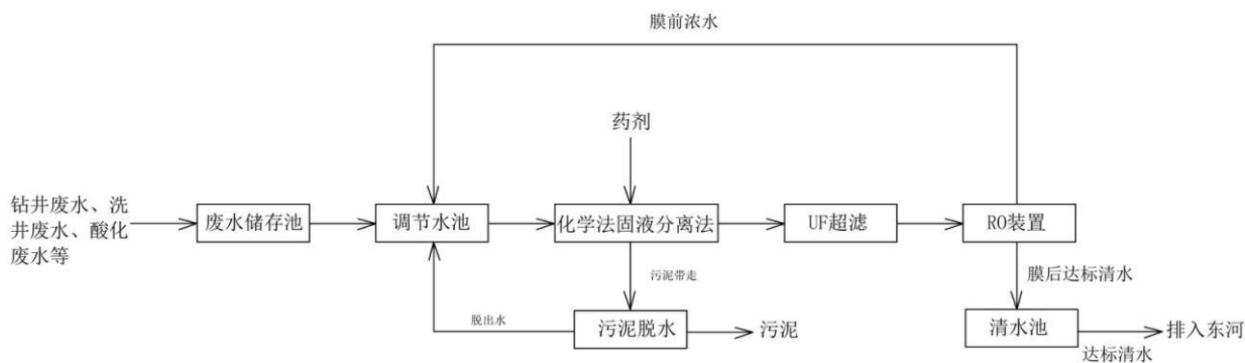 膜前浓水
药剂
钻井废水、洗
井废水、酸化
废水等
废水储存池
调节水池
化学法固液分离法
UF超滤
RO装置
污泥带走
膜后达标清水
脱出水
污泥脱水
污泥
清水池
排入东河
达标清水